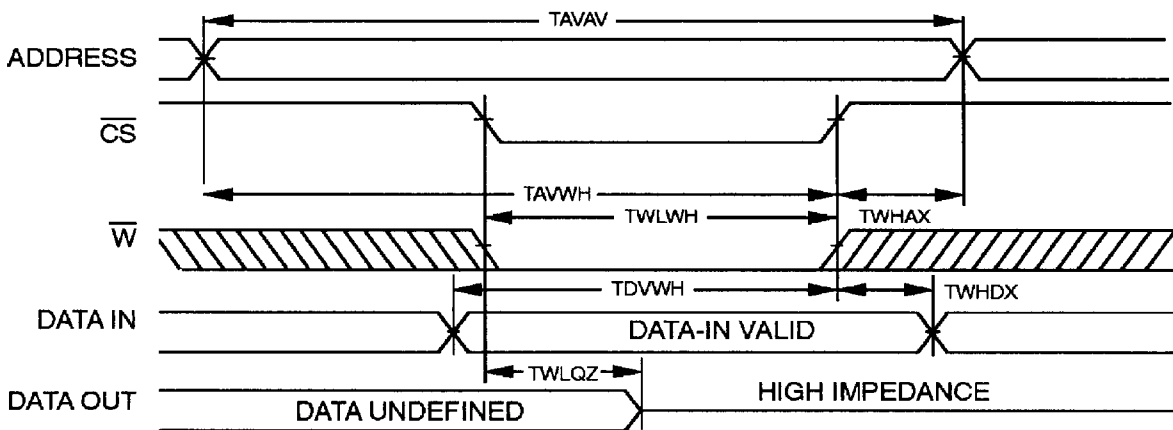 TAVAV
ADDRESS
C̅S̅
TAVWH
TWLWH
TWHAX
W̅
TDVWH
TWHDX
DATA IN
DATA-IN VALID
TWLQZ
DATA OUT
DATA UNDEFINED
HIGH IMPEDANCE